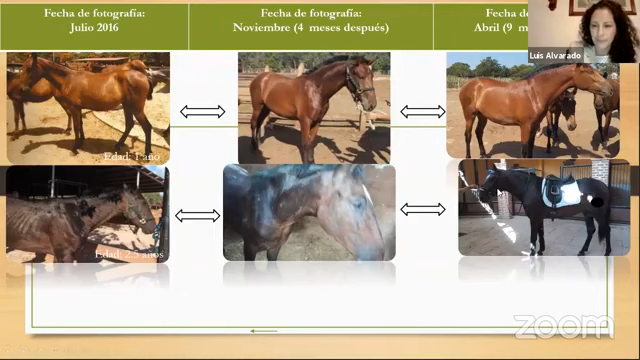 Fecha de fotografía:
Julio 2016
Fecha de fotografía:
Noviembre (4 meses después)
Fecha de
Abril (9 m
Luis Alvarado
Edad: 1 año
Edad: 2.5 años
zoom